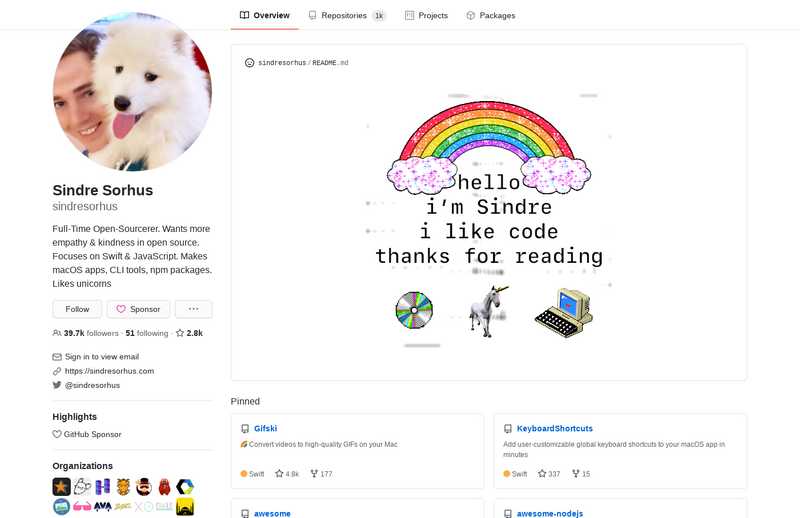 Overview
Repositories 1k
Projects
Packages
sindresorhus / README.md
hello
i'm Sindre
i like code
thanks for reading
Sindre Sorhus
sindresorhus
Full-Time Open-Sourcerer. Wants more
empathy & kindness in open source.
Focuses on Swift & JavaScript. Makes
macOS apps, CLI tools, npm packages.
Likes unicorns
Follow
Sponsor
39.7k followers · 51 following · 2.8k
Sign in to view email
https://sindresorhus.com
@sindresorhus
Highlights
GitHub Sponsor
Organizations
AVA
Pinned
Gifski
Convert videos to high-quality GIFs on your Mac
Swift 4.8k 177
KeyboardShortcuts
Add user-customizable global keyboard shortcuts to your macOS app in
minutes
Swift 337 15
awesome
awesome-nodejs